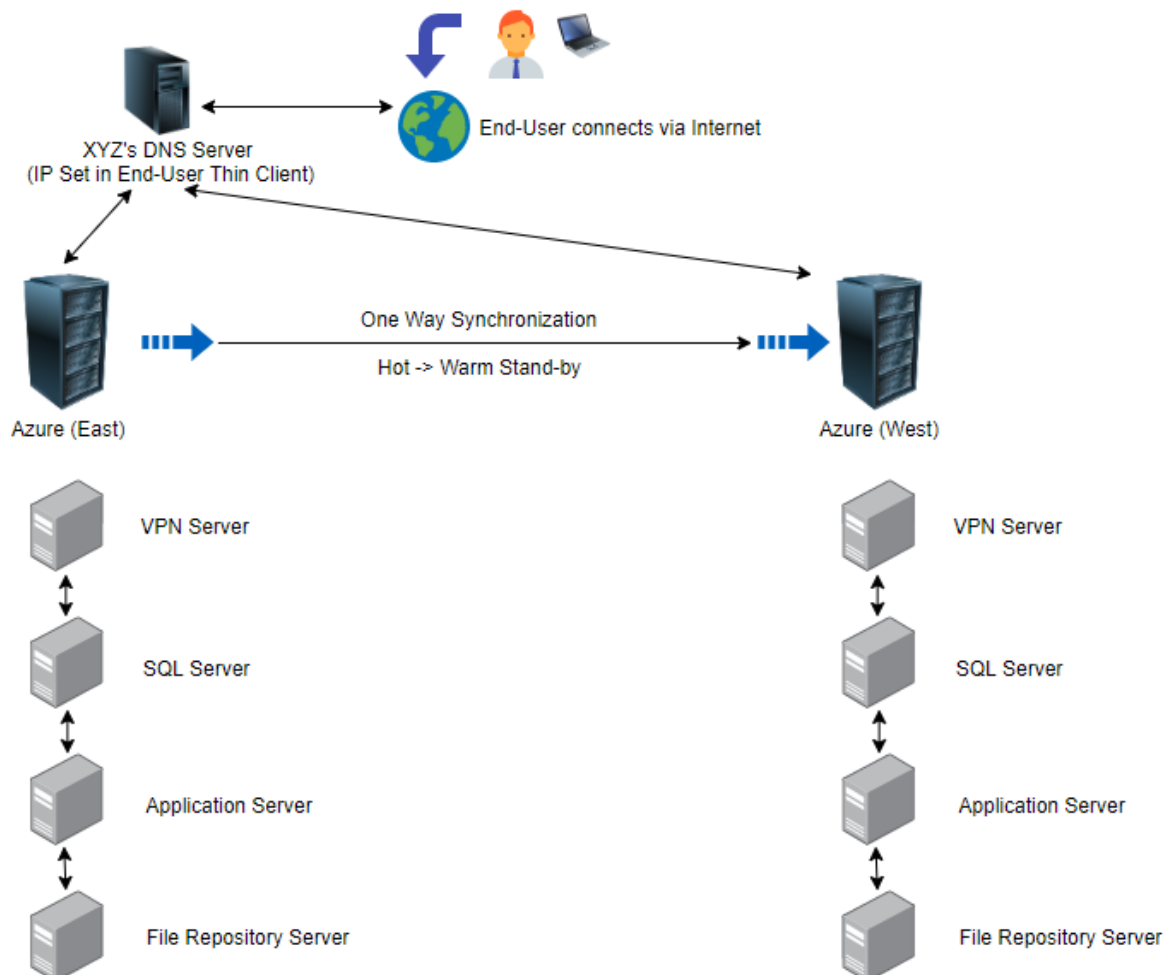 End-User connects via Internet
XYZ's DNS Server
(IP Set in End-User Thin Client)
One Way Synchronization
Hot -> Warm Stand-by
Azure (East)
Azure (West)
VPN Server
VPN Server
SQL Server
SQL Server
Application Server
Application Server
File Repository Server
File Repository Server